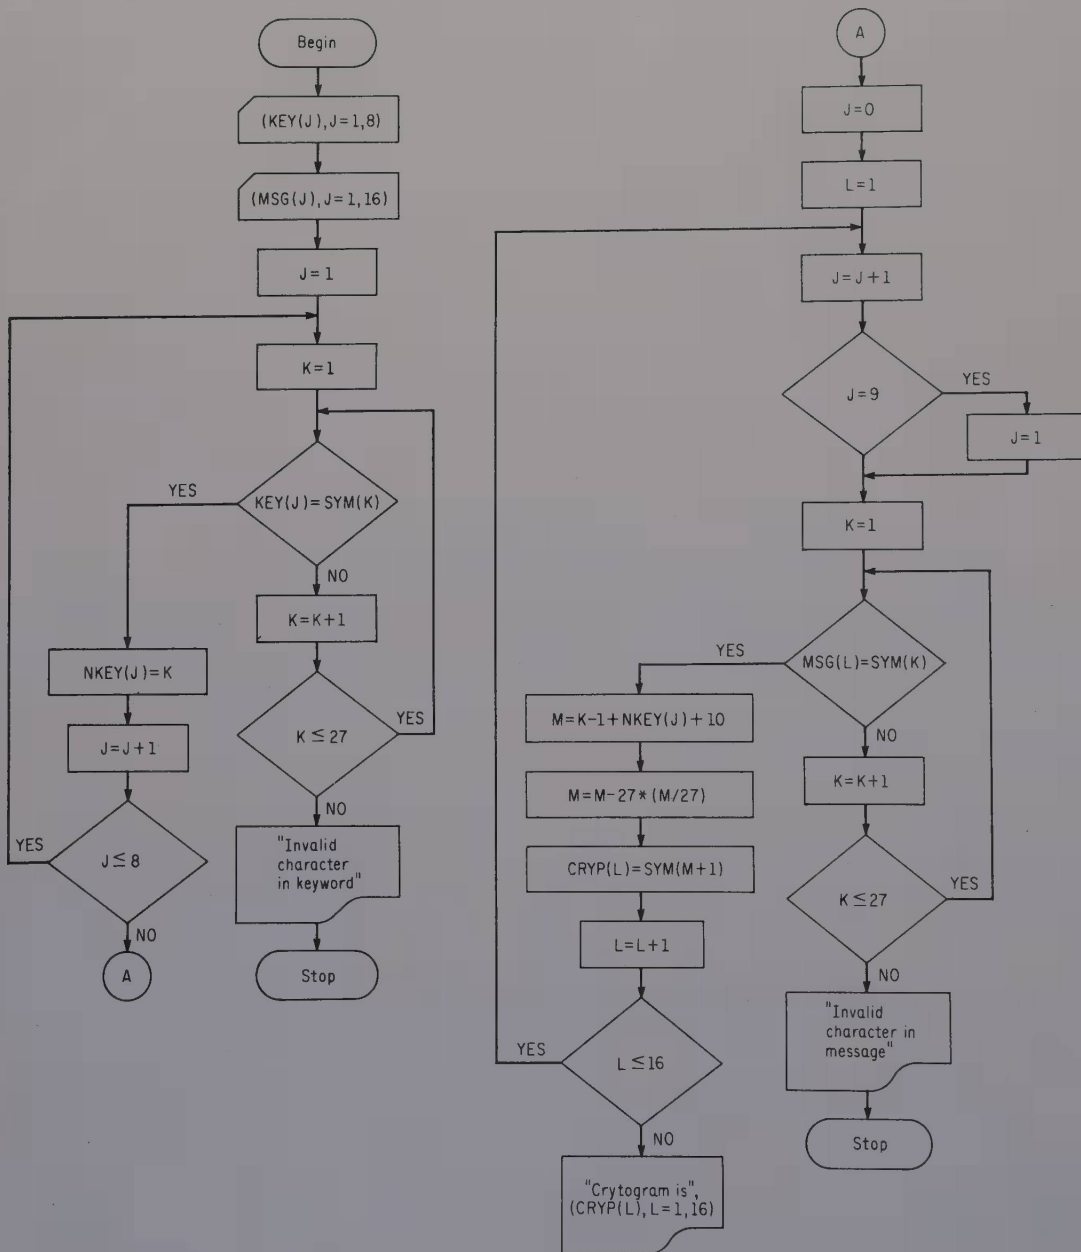 Begin
(KEY(J), J=1,8)
(MSG(J), J=1,16)
J=1
K=1
KEY(J)=SYM(K)
YES
NO
K=K+1
NKEY(J)=K
J=J+1
K≤27
YES
NO
J≤8
YES
NO
A
"Invalid
character
in keyword"
Stop
A
J=0
L=1
J=J+1
J=9
YES
J=1
K=1
MSG(L)=SYM(K)
YES
NO
M=K-1+NKEY(J)+10
M=M-27*(M/27)
CRYP(L)=SYM(M+1)
L=L+1
K=K+1
K≤27
YES
NO
L≤16
YES
NO
"Invalid
character in
message"
Stop
"Crytogram is",
(CRYP(L), L=1,16)